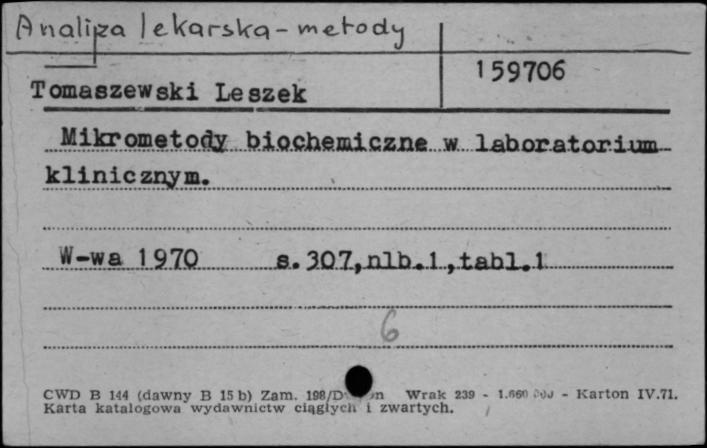 Analiza lekarska - metody
159706
Tomaszewski Leszek
Mikrometody biochemiczne w laboratorium
klinicznym.
W-wa 1970 s.307,nlb.1,tabl.1
6
CWD B 144 (dawny B 15 b) Zam. Wrak 239 - - Karton IV.71.
Karta katalogowa wydawnictw ciągłych i zwartych.